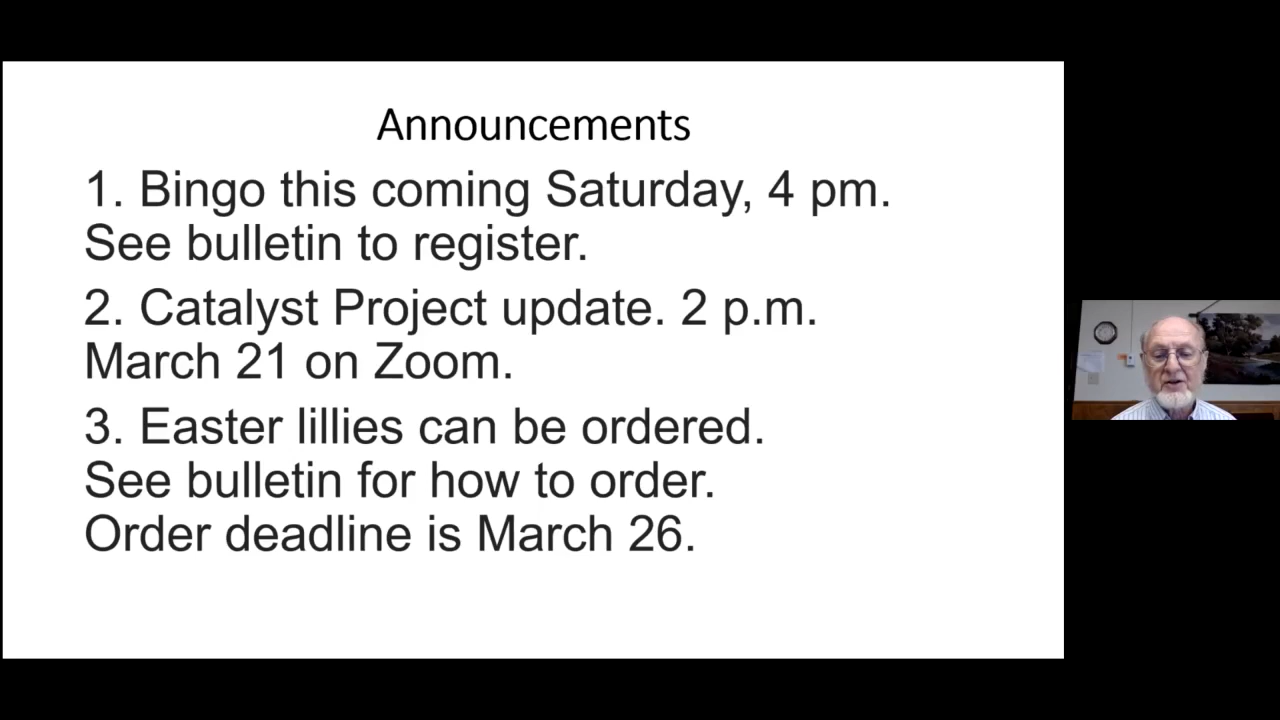 Announcements
1. Bingo this coming Saturday, 4 pm.
See bulletin to register.
2. Catalyst Project update. 2 p.m.
March 21 on Zoom.
3. Easter lillies can be ordered.
See bulletin for how to order.
Order deadline is March 26.